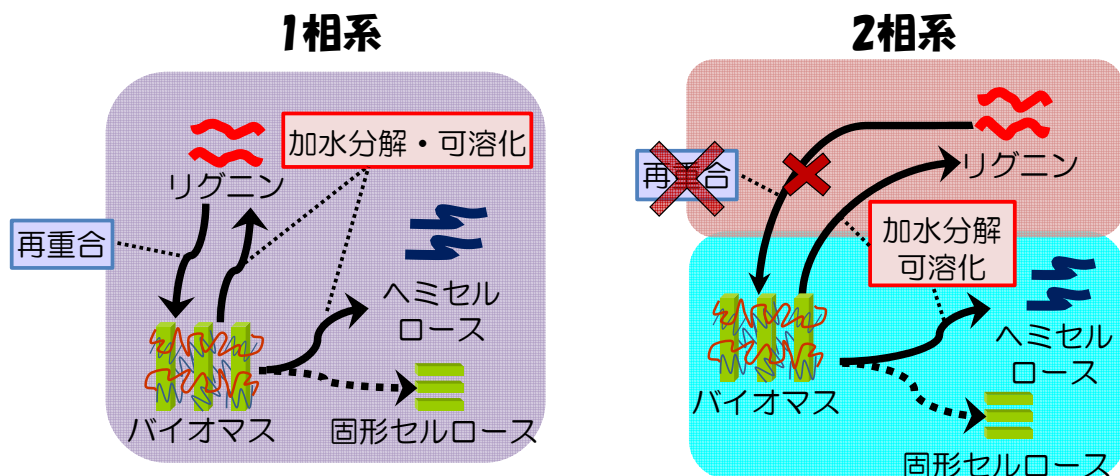 1相系
リグニン
加水分解・可溶化
再重合
ヘミセル
ロース
バイオマス
固形セルロース
2相系
再重合
リグニン
加水分解
可溶化
ヘミセル
ロース
バイオマス
固形セルロース